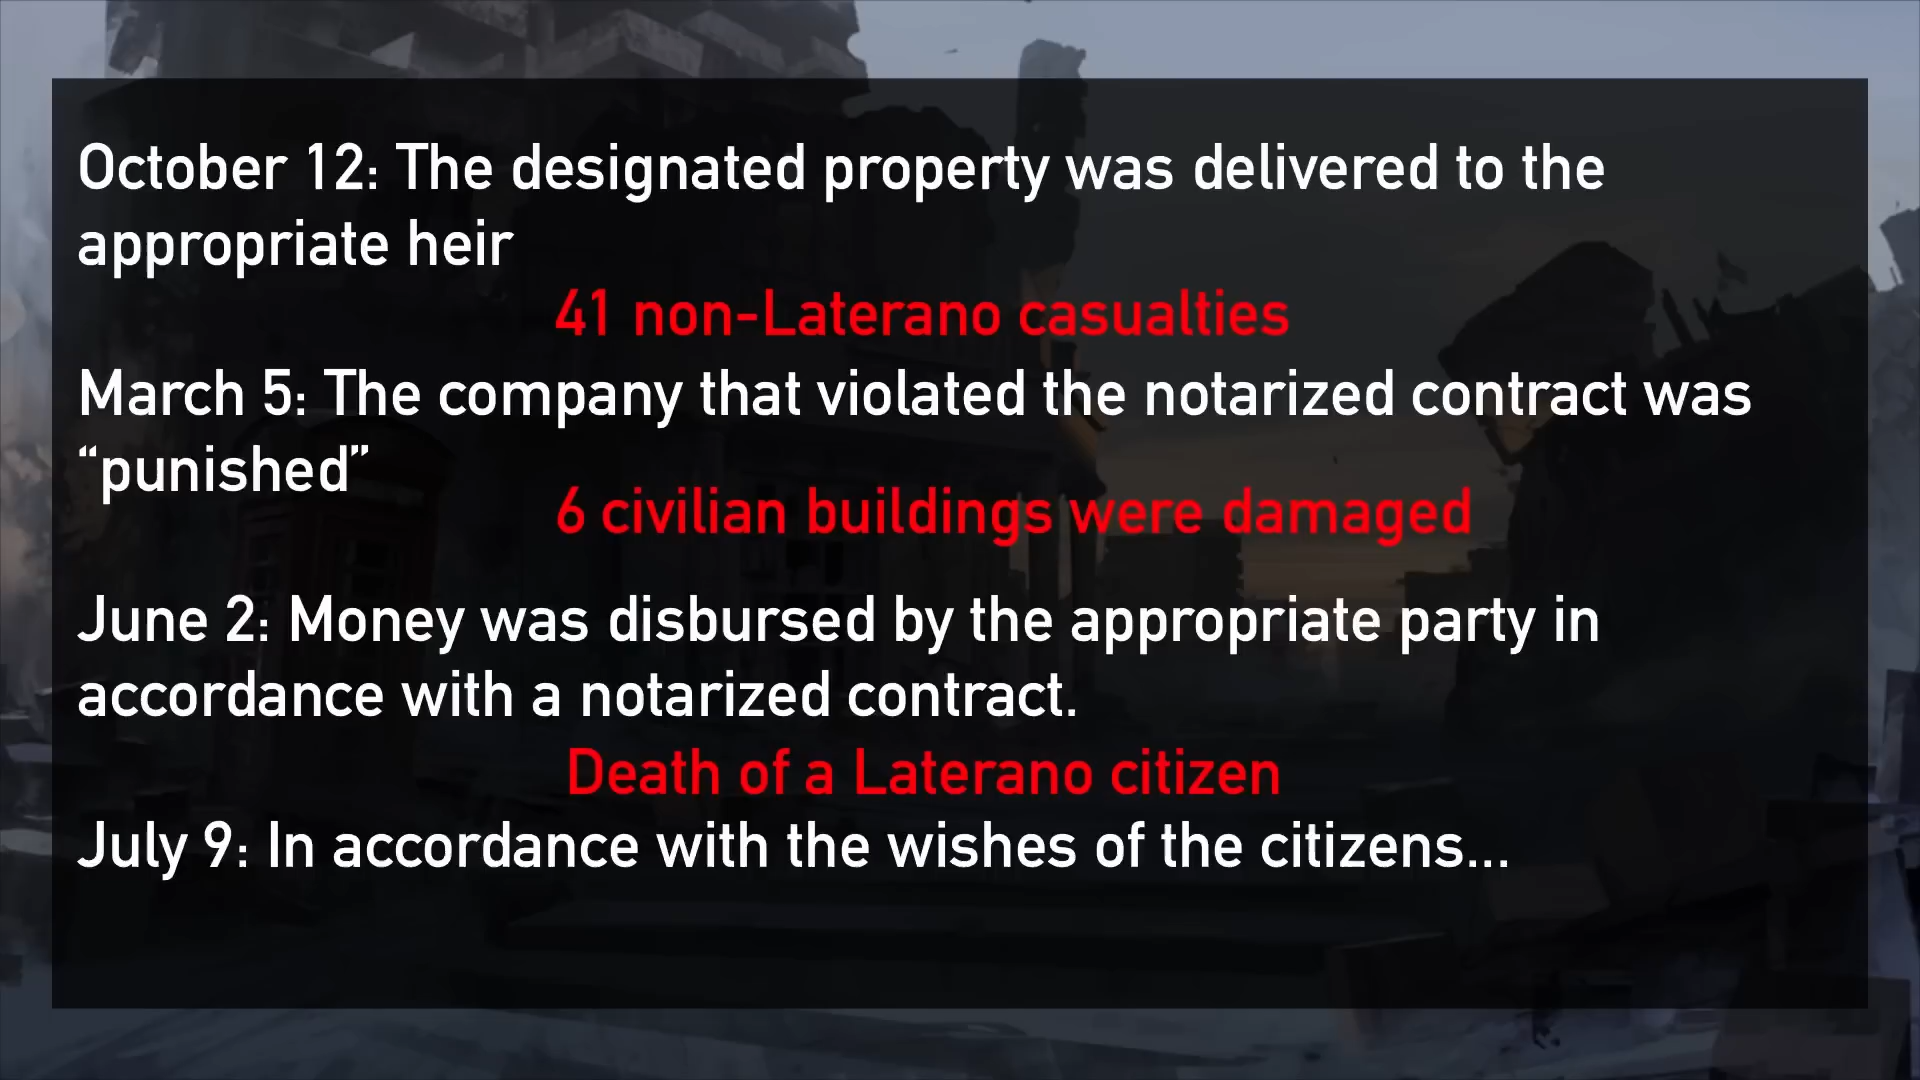 October 12: The designated property was delivered to the
appropriate heir
41 non-Laterano casualties
March 5: The company that violated the notarized contract was
“punished”
6 civilian buildings were damaged
June 2: Money was disbursed by the appropriate party in
accordance with a notarized contract.
Death of a Laterano citizen
July 9: In accordance with the wishes of the citizens...